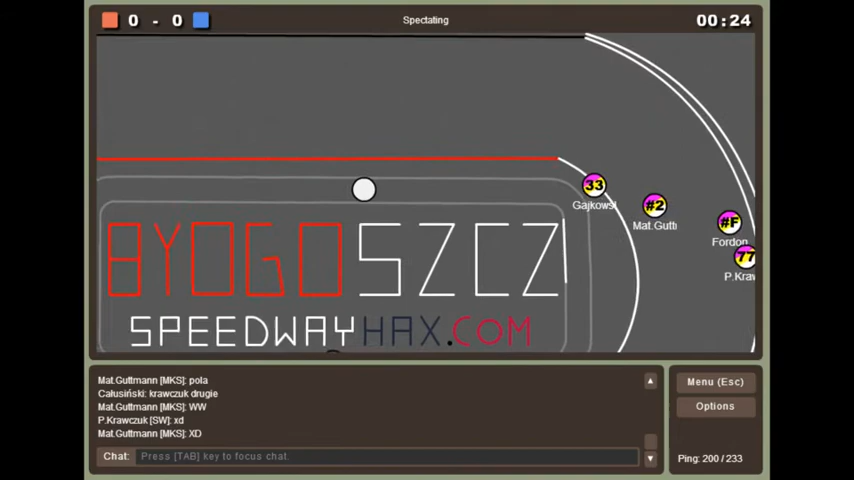 0 - 0
Spectating
00:24
33
Gajkowsl
#2
Mat.Gutt
#F
Fordon
77
P.Kraw
BYDGOSZCZ
SPEEDWAYHAX.COM
Mat.Guttmann [MKS]: pola
Całusiński: krawczuk drugie
Mat.Guttmann [MKS]: WW
P.Krawczuk [SW]: xd
Mat.Guttmann [MKS]: XD
Chat: Press [TAB] key to focus chat.
Menu (Esc)
Options
Ping: 200 / 233